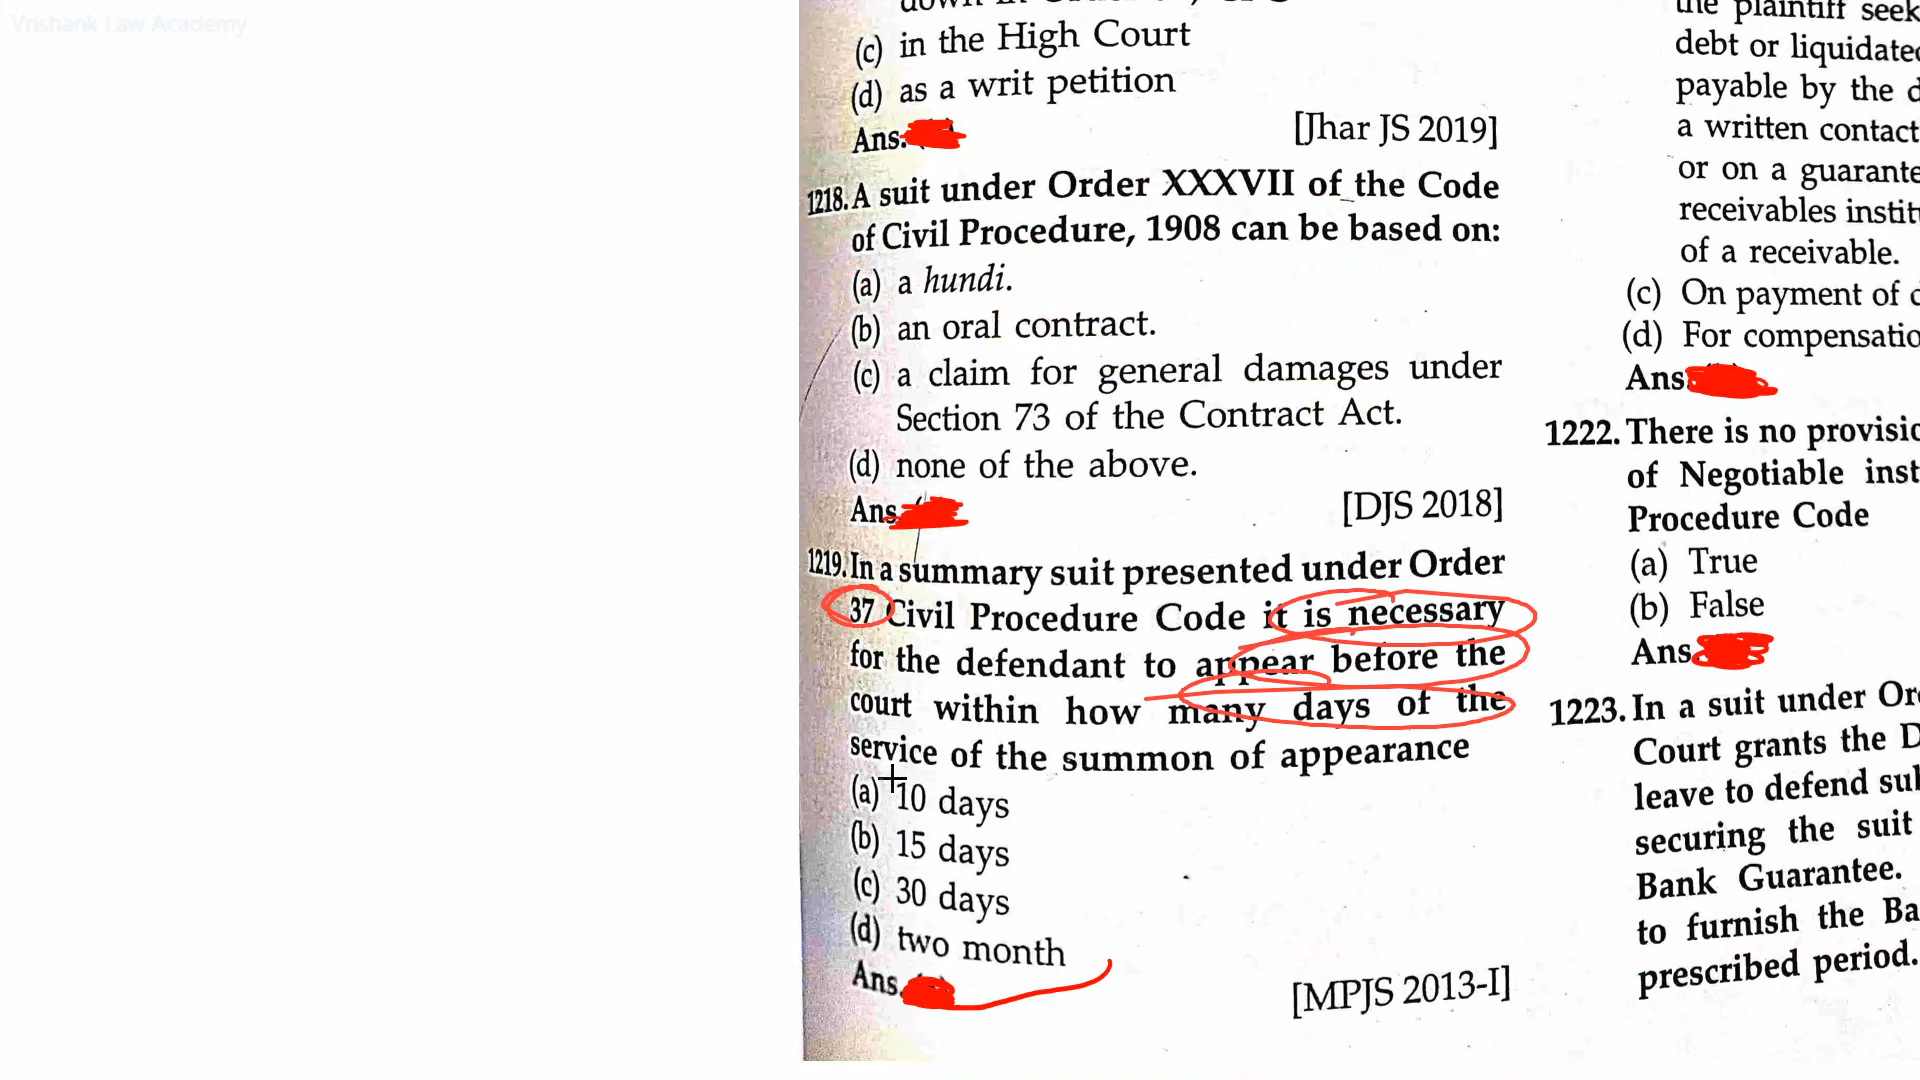 Vrishank Law Academy
(c) in the High Court
(d) as a writ petition
Ans.
[Jhar JS 2019]
1218. A suit under Order XXXVII of the Code
of Civil Procedure, 1908 can be based on:
(a) a hundi.
(b) an oral contract.
(c) a claim for general damages under
Section 73 of the Contract Act.
(d) none of the above.
Ans
[DJS 2018]
1219. In a summary suit presented under Order
37 Civil Procedure Code it is necessary
for the defendant to appear before the
court within how many days of the
service of the summon of appearance
(a) 10 days
(b) 15 days
(c) 30 days
(d) two month
Ans.
[MPJS 2013-I]
the plaintiff seek
debt or liquidated
payable by the d
a written contact
or on a guarante
receivables instit
of a receivable.
(c) On payment of
(d) For compensatio
Ans
1222. There is no provisi
of Negotiable inst
Procedure Code
(a) True
(b) False
Ans
1223. In a suit under Or
Court grants the D
leave to defend su
securing the suit
Bank Guarantee.
to furnish the Ba
prescribed period.